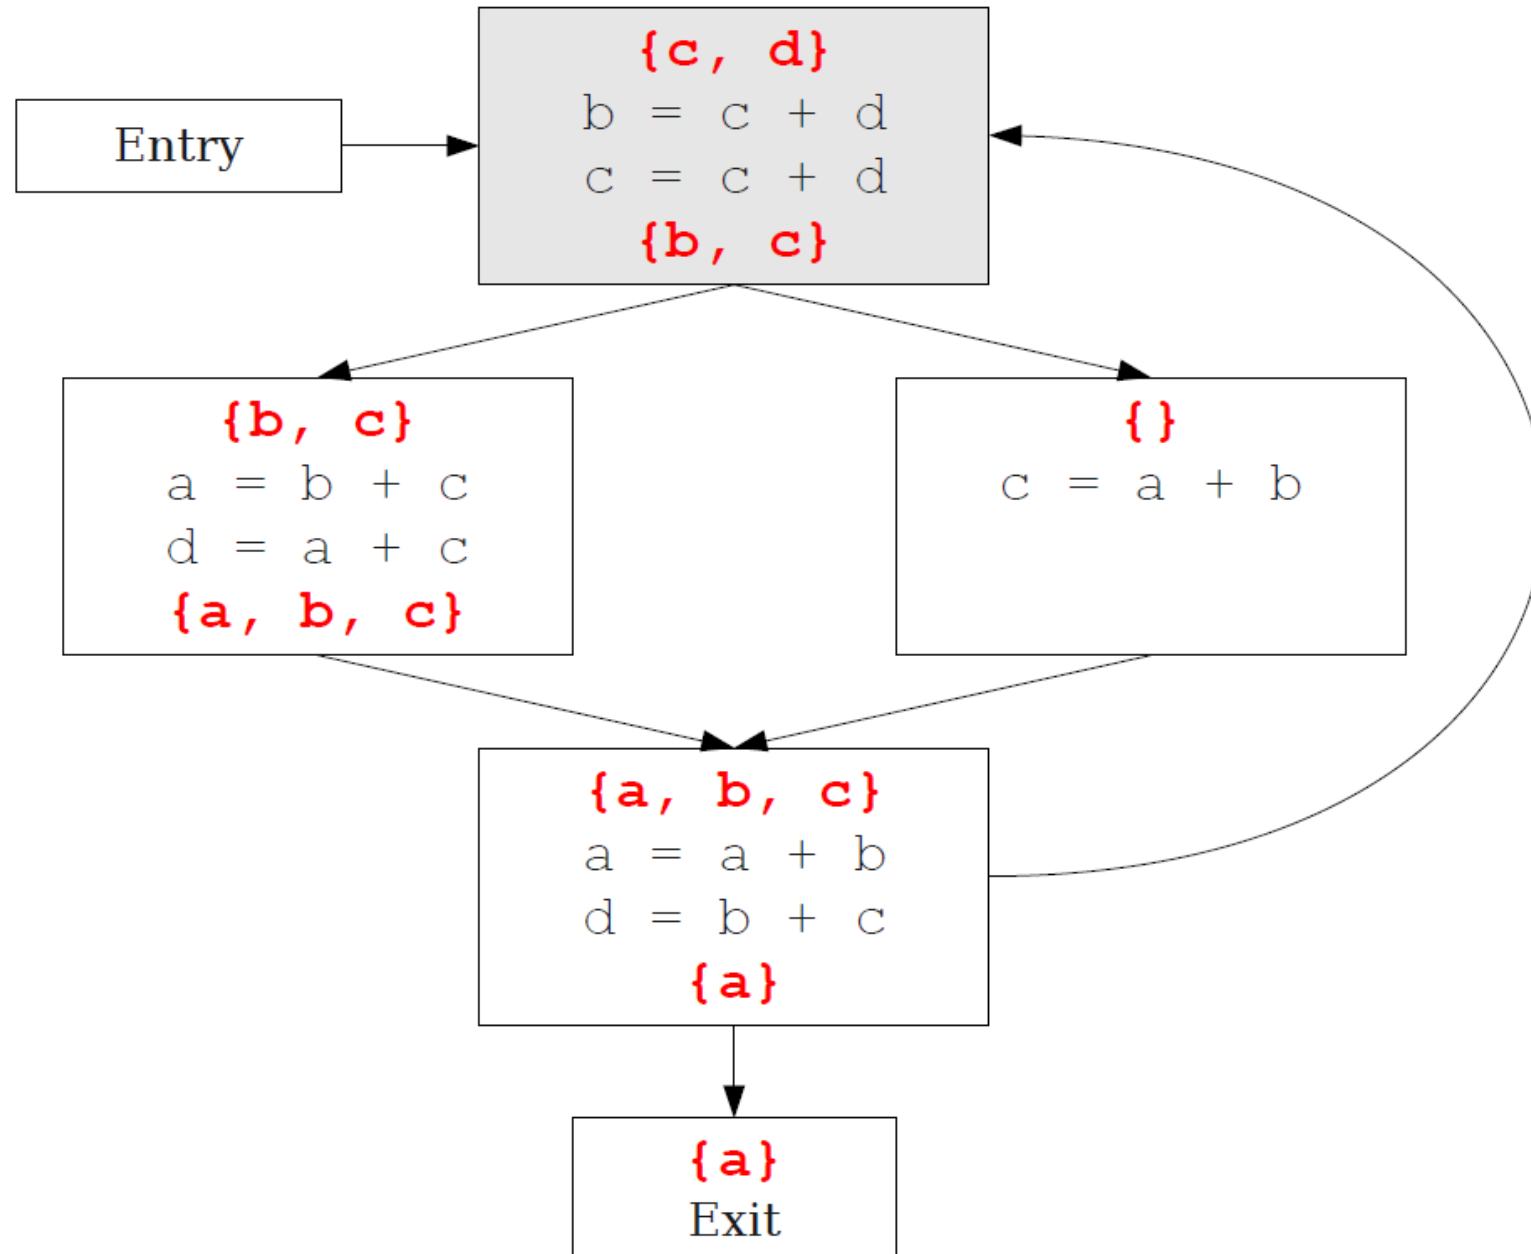 {c, d}
b = c + d
c = c + d
{b, c}
Entry
{b, c}
a = b + c
d = a + c
{a, b, c}
{}
c = a + b
{a, b, c}
a = a + b
d = b + c
{a}
{a}
Exit